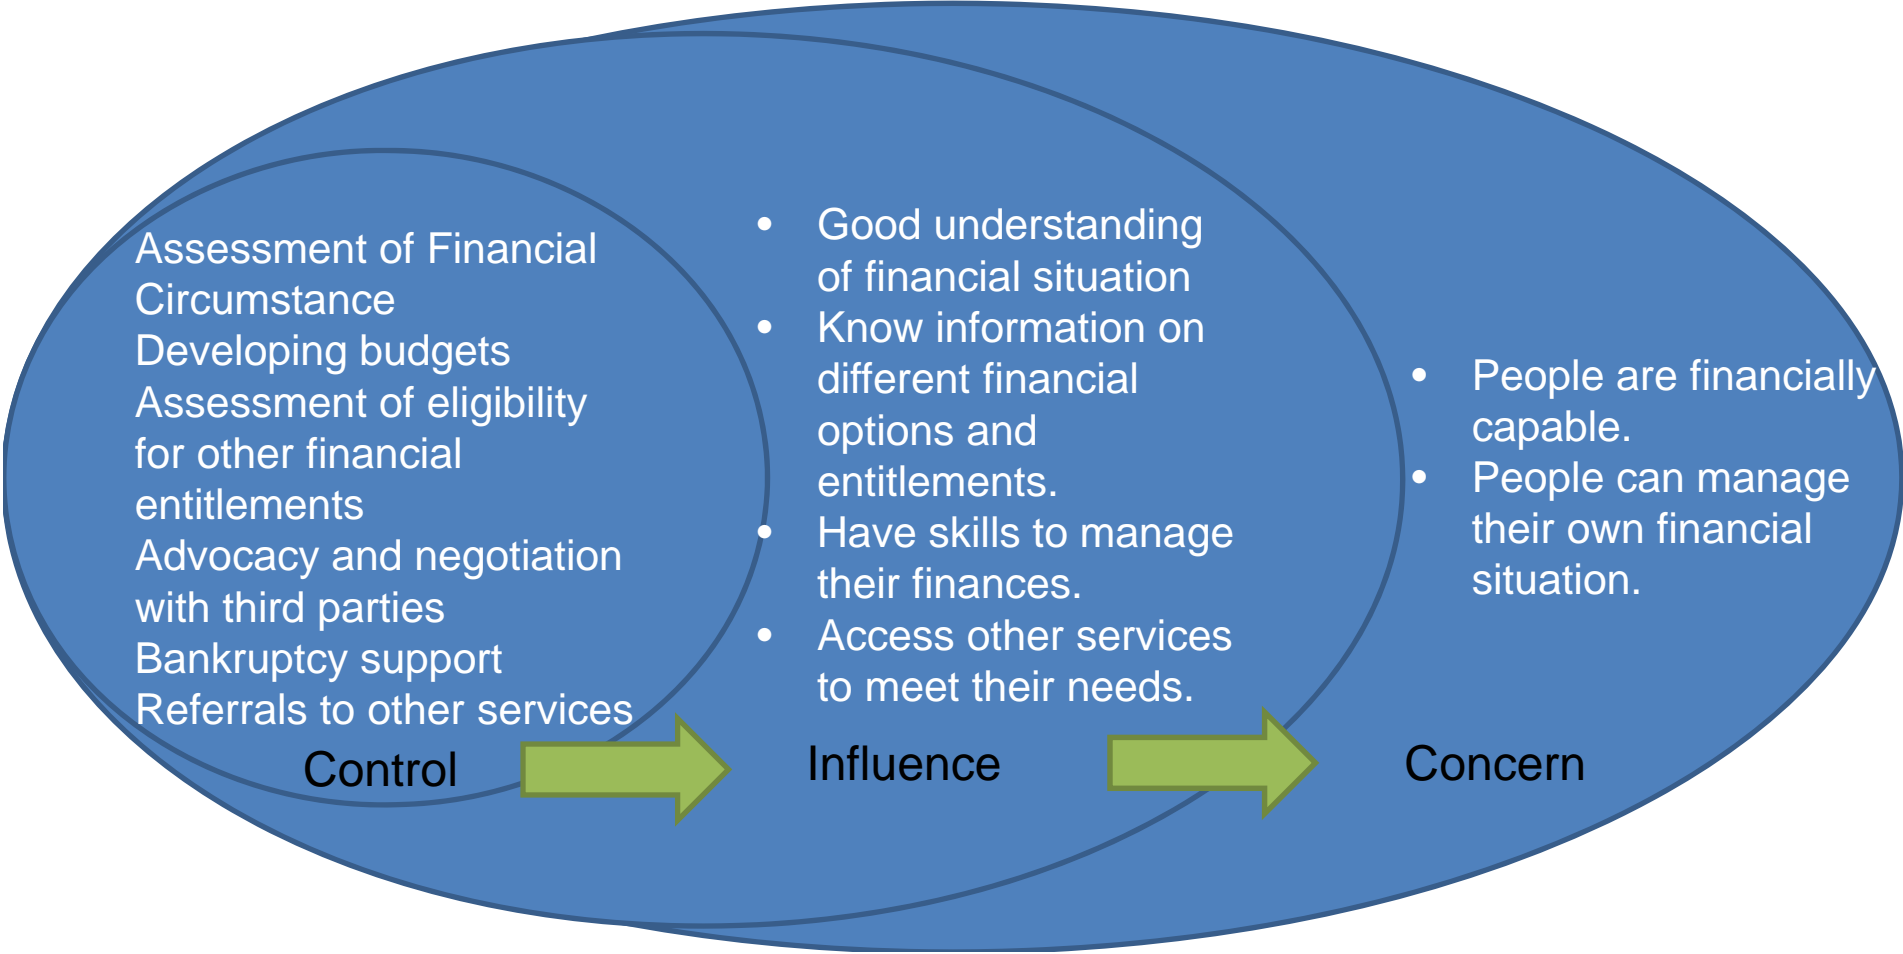 Assessment of Financial
Circumstance
Developing budgets
Assessment of eligibility
for other financial
entitlements
Advocacy and negotiation
with third parties
Bankruptcy support
Referrals to other services
Control
• Good understanding
of financial situation
• Know information on
different financial
options and
entitlements.
• Have skills to manage
their finances.
• Access other services
to meet their needs.
Influence
• People are financially
capable.
• People can manage
their own financial
situation.
Concern